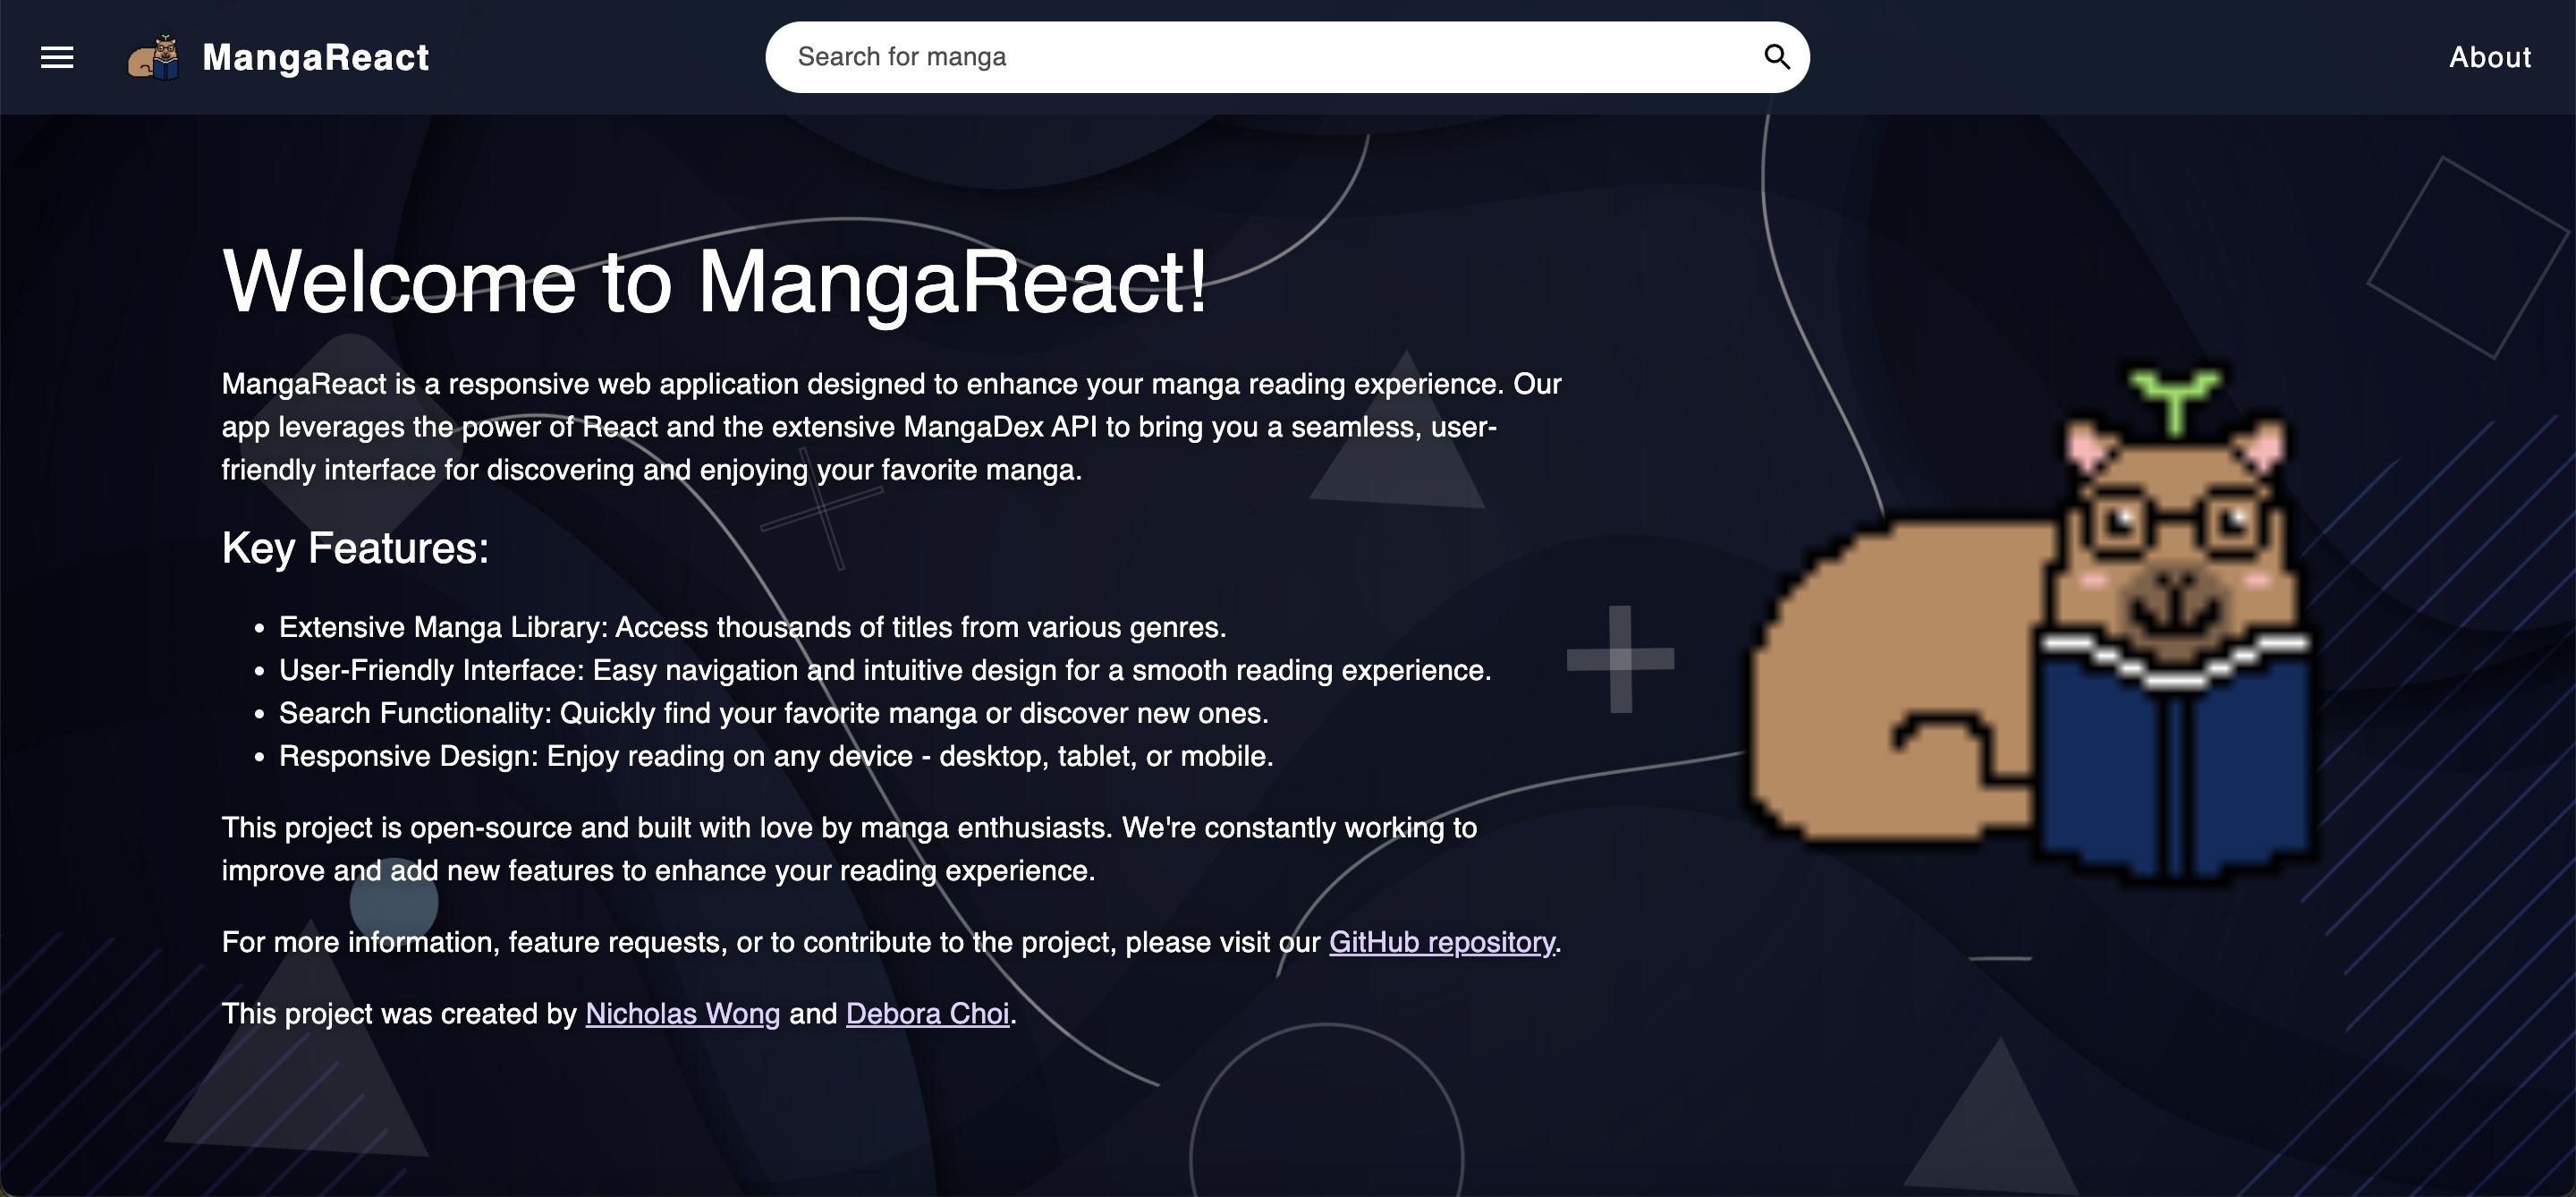 MangaReact
Search for manga
About
Welcome to MangaReact!
MangaReact is a responsive web application designed to enhance your manga reading experience. Our
app leverages the power of React and the extensive MangaDex API to bring you a seamless, user-
friendly interface for discovering and enjoying your favorite manga.
Key Features:
• Extensive Manga Library: Access thousands of titles from various genres.
• User-Friendly Interface: Easy navigation and intuitive design for a smooth reading experience.
• Search Functionality: Quickly find your favorite manga or discover new ones.
• Responsive Design: Enjoy reading on any device - desktop, tablet, or mobile.
This project is open-source and built with love by manga enthusiasts. We're constantly working to
improve and add new features to enhance your reading experience.
For more information, feature requests, or to contribute to the project, please visit our GitHub repository.
This project was created by Nicholas Wong and Debora Choi.